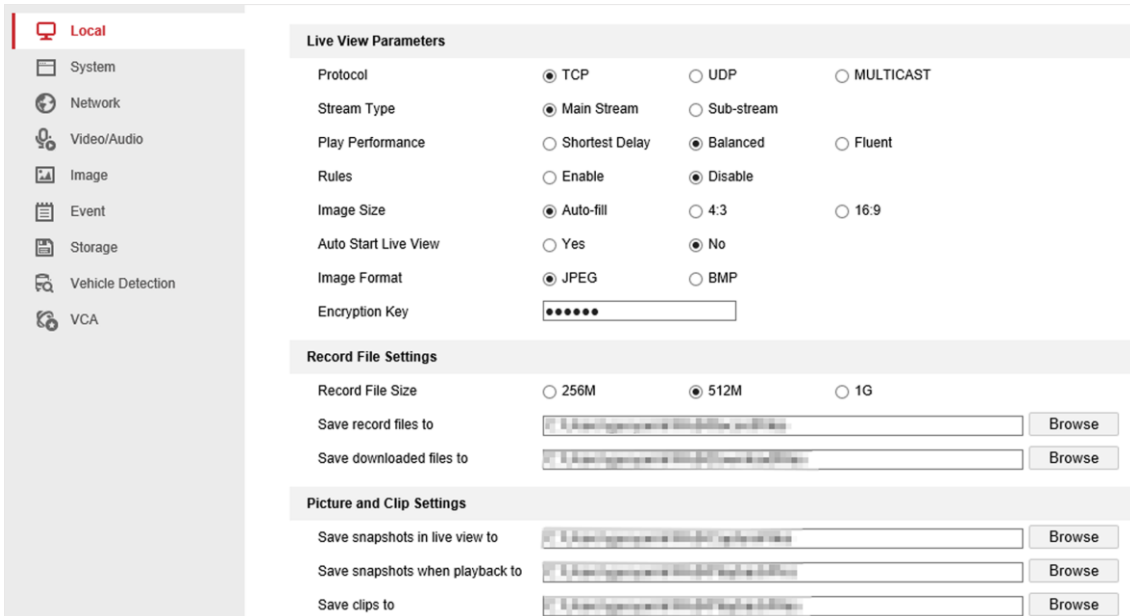 Local
System
Network
Video/Audio
Image
Event
Storage
Vehicle Detection
VCA
Live View Parameters
Protocol TCP UDP MULTICAST
Stream Type Main Stream Sub-stream
Play Performance Shortest Delay Balanced Fluent
Rules Enable Disable
Image Size Auto-fill 4:3 16:9
Auto Start Live View Yes No
Image Format JPEG BMP
Encryption Key ●●●●●●
Record File Settings
Record File Size 256M 512M 1G
Save record files to Browse
Save downloaded files to Browse
Picture and Clip Settings
Save snapshots in live view to Browse
Save snapshots when playback to Browse
Save clips to Browse